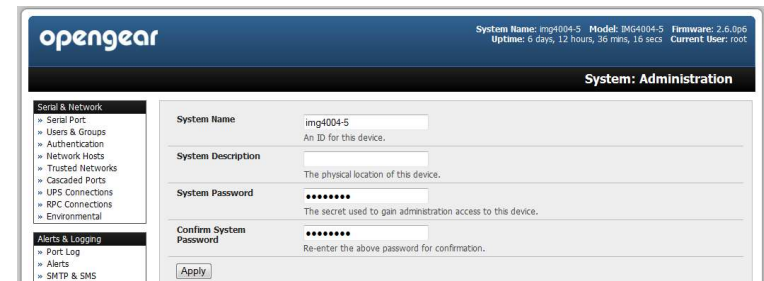 opengear
System Name: img4004-5 Model: IMG4004-5 Firmware: 2.6.0p6
Uptime: 6 days, 12 hours, 36 mins, 16 secs Current User: root
System: Administration
Serial & Network
» Serial Port
» Users & Groups
» Authentication
» Network Hosts
» Trusted Networks
» Cascaded Ports
» UPS Connections
» RPC Connections
» Environmental
Alerts & Logging
» Port Log
» Alerts
» SMTP & SMS
System Name
img4004-5
An ID for this device.
System Description
The physical location of this device.
System Password
••••••••
The secret used to gain administration access to this device.
Confirm System
Password
••••••••
Re-enter the above password for confirmation.
Apply